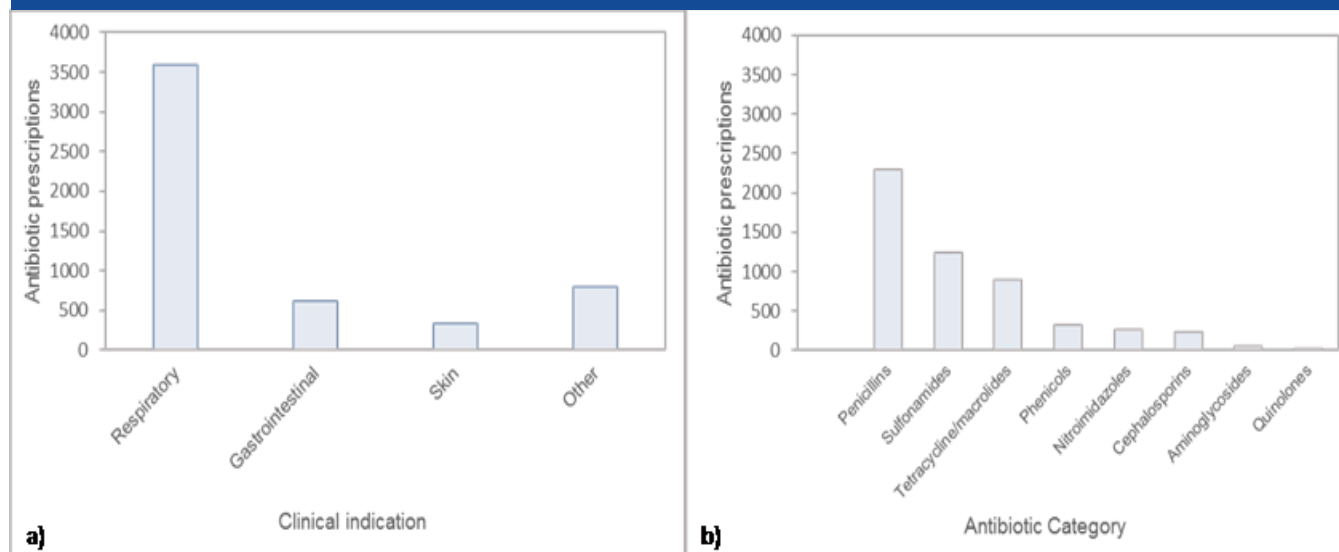 4000
3500
3000
2500
2000
1500
1000
500
0
Antibiotic prescriptions
Respiratory
Gastrointestinal
Skin
Other
Clinical indication
a)
4000
3500
3000
2500
2000
1500
1000
500
0
Antibiotic prescriptions
Penicillins
Sulfonamides
Tetracycline/macrolides
Phenicols
Nitroimidazoles
Cephalosporins
Aminoglycosides
Quinolones
Antibiotic Category
b)